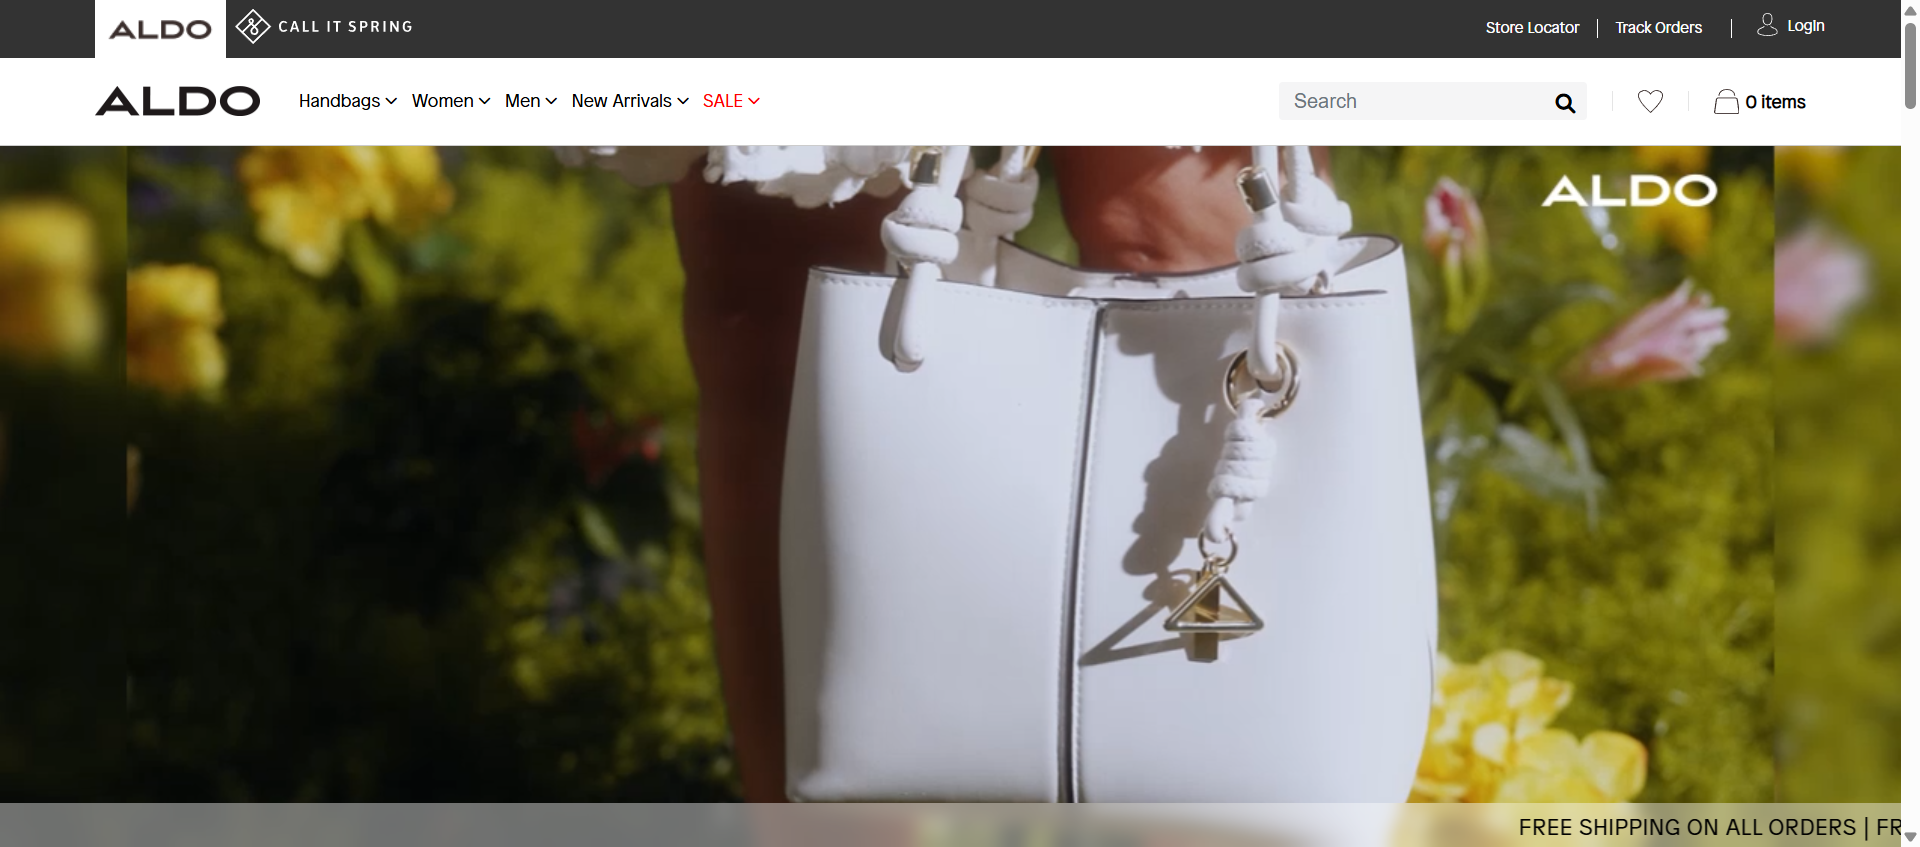 ALDO CALL IT SPRING Store Locator Track Orders Login
ALDO Handbags Women Men New Arrivals SALE Search 0 items
ALDO
FREE SHIPPING ON ALL ORDERS | FR